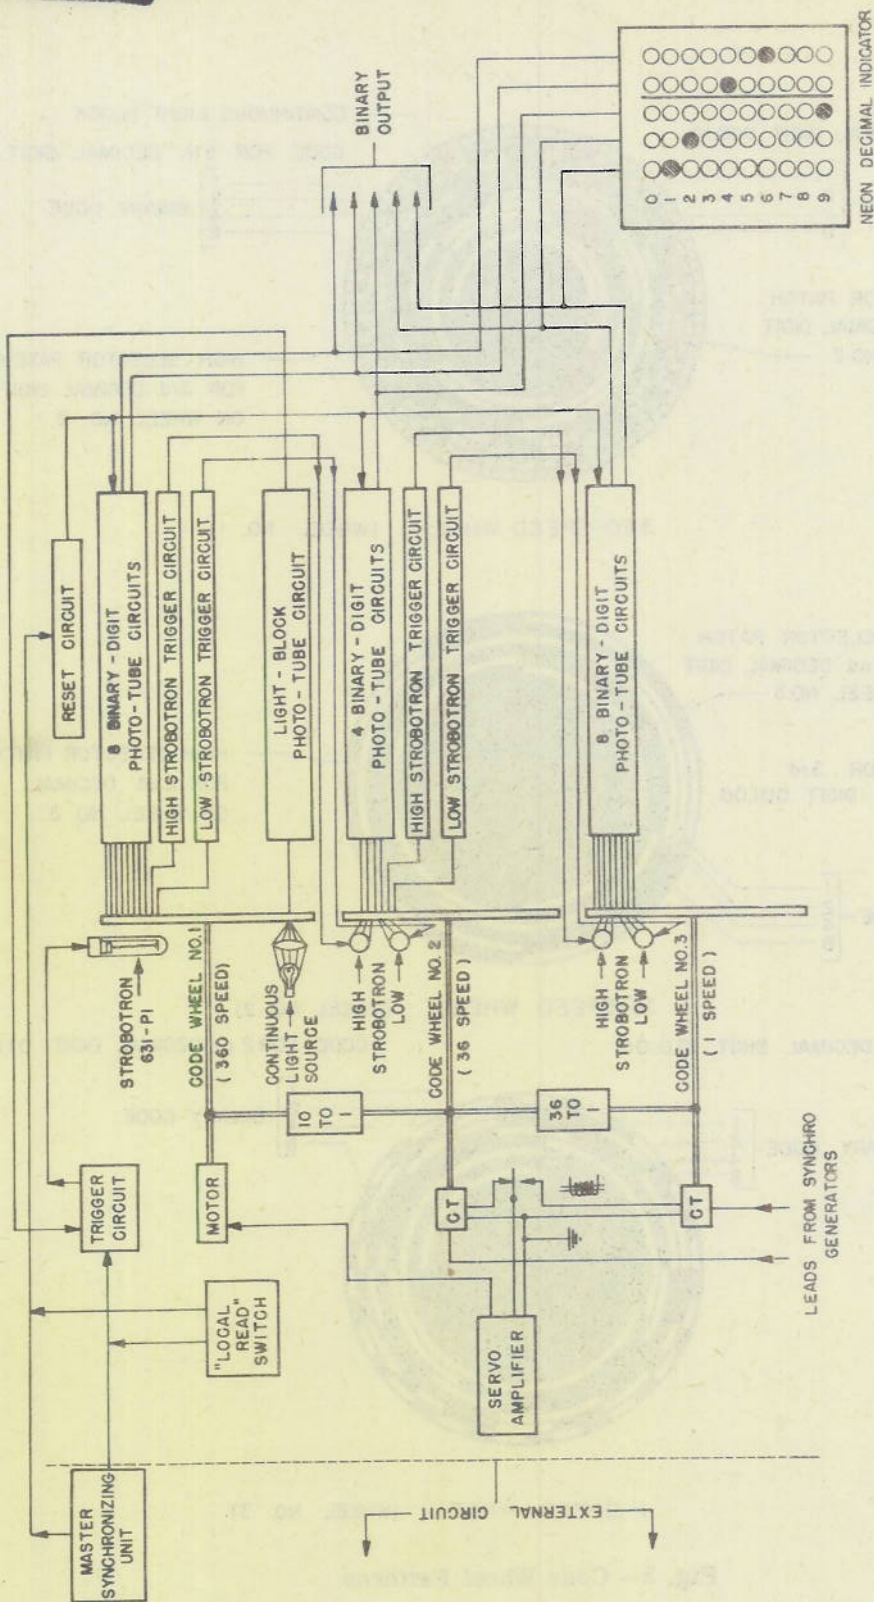 MASTER
SYNCHRONIZING
UNIT
EXTERNAL CIRCUIT
"LOCAL
READ"
SWITCH
TRIGGER
CIRCUIT
SERVO
AMPLIFIER
MOTOR
CT
CT
LEADS FROM SYNCHRO
GENERATORS
10
TO
1
36
TO
1
STROBOTRON
631-P1
CODE WHEEL NO.1
(360 SPEED)
CONTINUOUS
LIGHT
SOURCE
HIGH
STROBOTRON
LOW
CODE WHEEL NO. 2
(36 SPEED)
HIGH
STROBOTRON
LOW
CODE WHEEL NO.3
(1 SPEED)
RESET CIRCUIT
8 BINARY-DIGIT
PHOTO-TUBE CIRCUITS
HIGH STROBOTRON TRIGGER CIRCUIT
LOW STROBOTRON TRIGGER CIRCUIT
LIGHT-BLOCK
PHOTO-TUBE CIRCUIT
4 BINARY-DIGIT
PHOTO-TUBE CIRCUITS
HIGH STROBOTRON TRIGGER CIRCUIT
LOW STROBOTRON TRIGGER CIRCUIT
8 BINARY-DIGIT
PHOTO-TUBE CIRCUITS
BINARY
OUTPUT
0
1
2
3
4
5
6
7
8
9
NEON DECIMAL INDICATOR